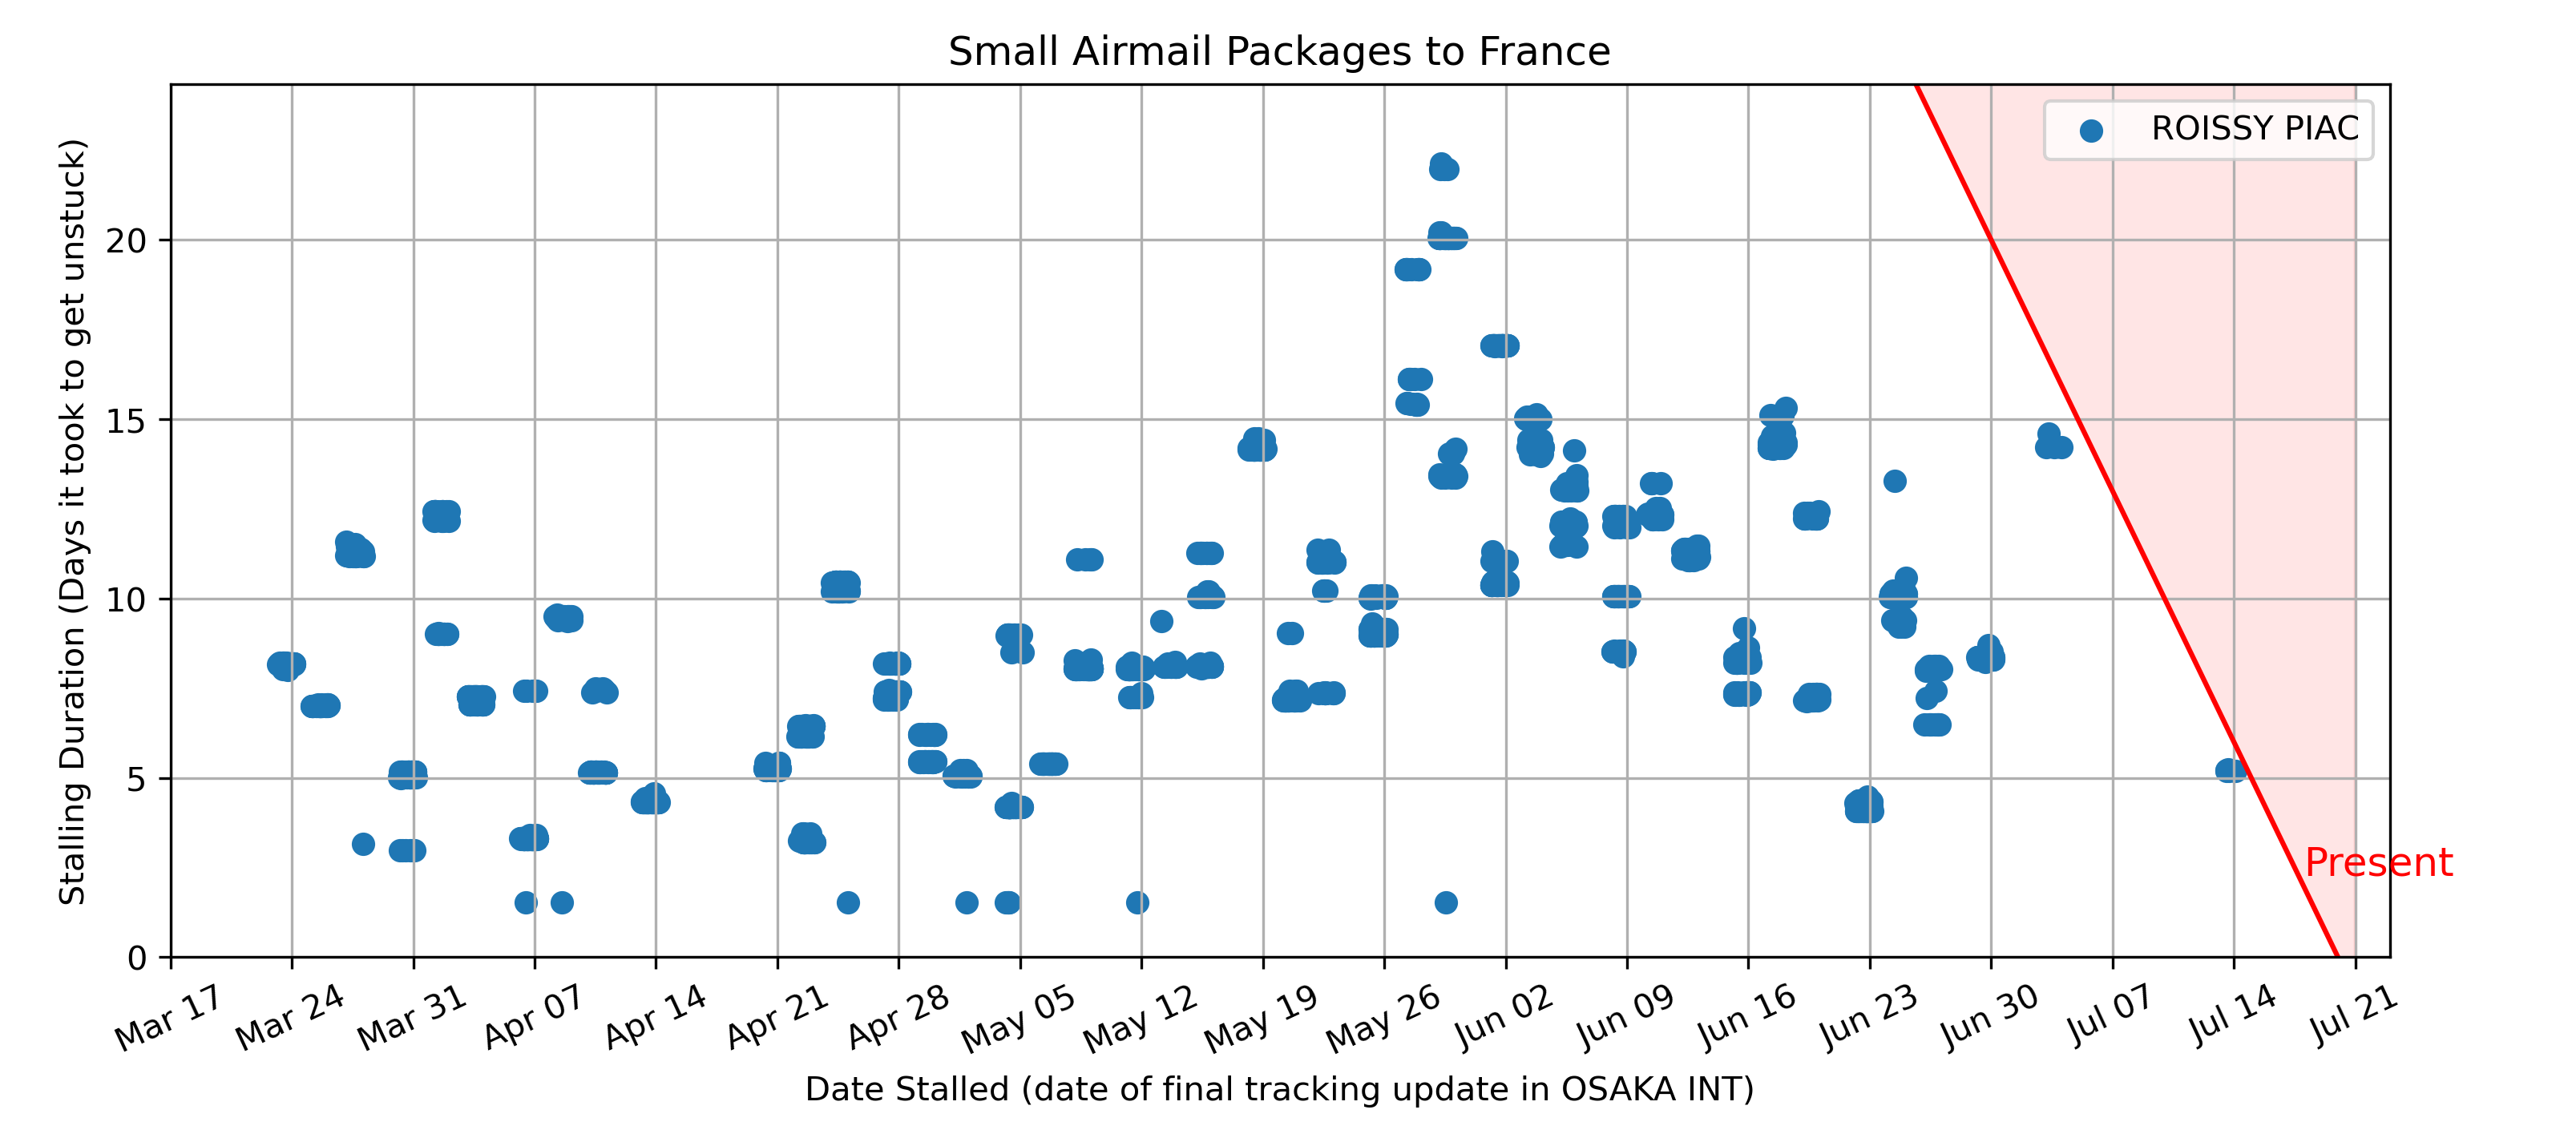 Small Airmail Packages to France
ROISSY PIAC
Stalling Duration (Days it took to get unstuck)
20
15
10
5
0
Present
Mar 17
Mar 24
Mar 31
Apr 07
Apr 14
Apr 21
Apr 28
May 05
May 12
May 19
May 26
Jun 02
Jun 09
Jun 16
Jun 23
Jun 30
Jul 07
Jul 14
Jul 21
Date Stalled (date of final tracking update in OSAKA INT)